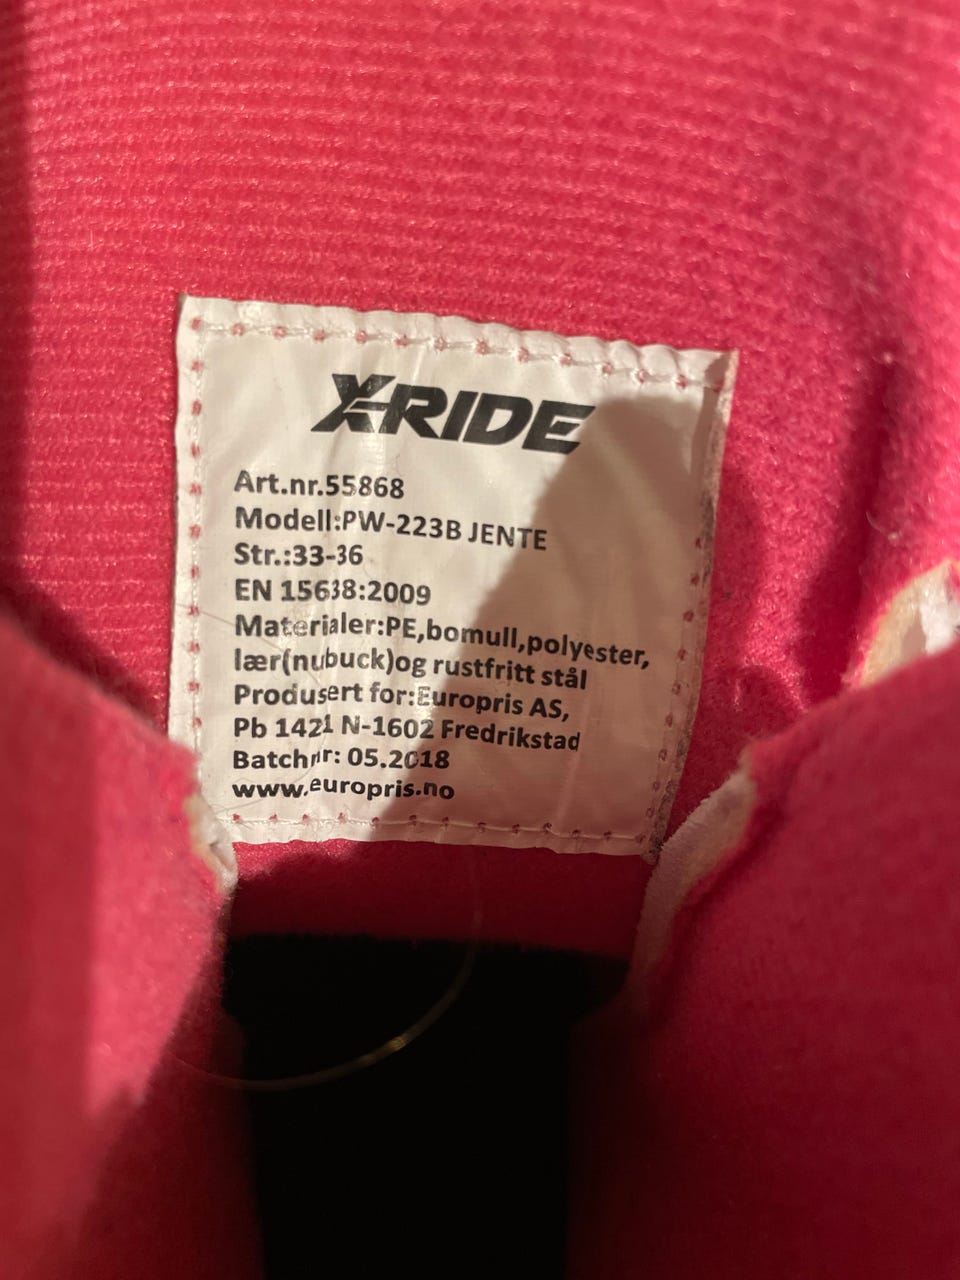 X-RIDE
Art.nr.55868
Modell:PW-223B JENTE
Str.:33-36
EN 15638:2009
Materialer:PE,bomull,polyester,
lær(nubuck)og rustfritt stål
Produsert for:Europris AS,
Pb 1421 N-1602 Fredrikstad
Batchnr: 05.2018
www.europris.no